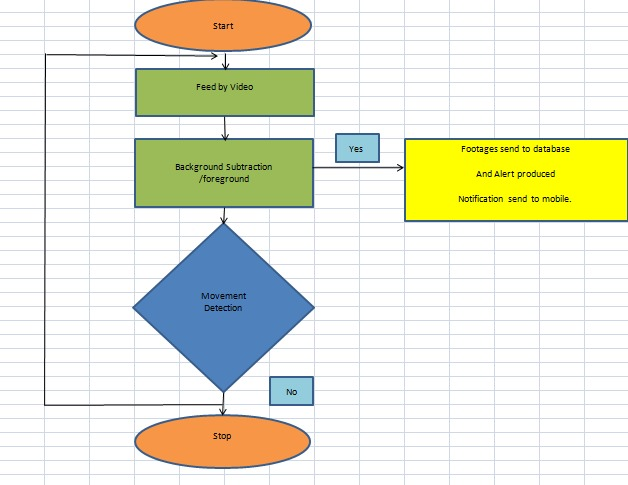 Start
Feed by Video
Yes
Background Subtraction
/foreground
Footages send to database
And Alert produced
Notification send to mobile.
Movement
Detection
No
Stop